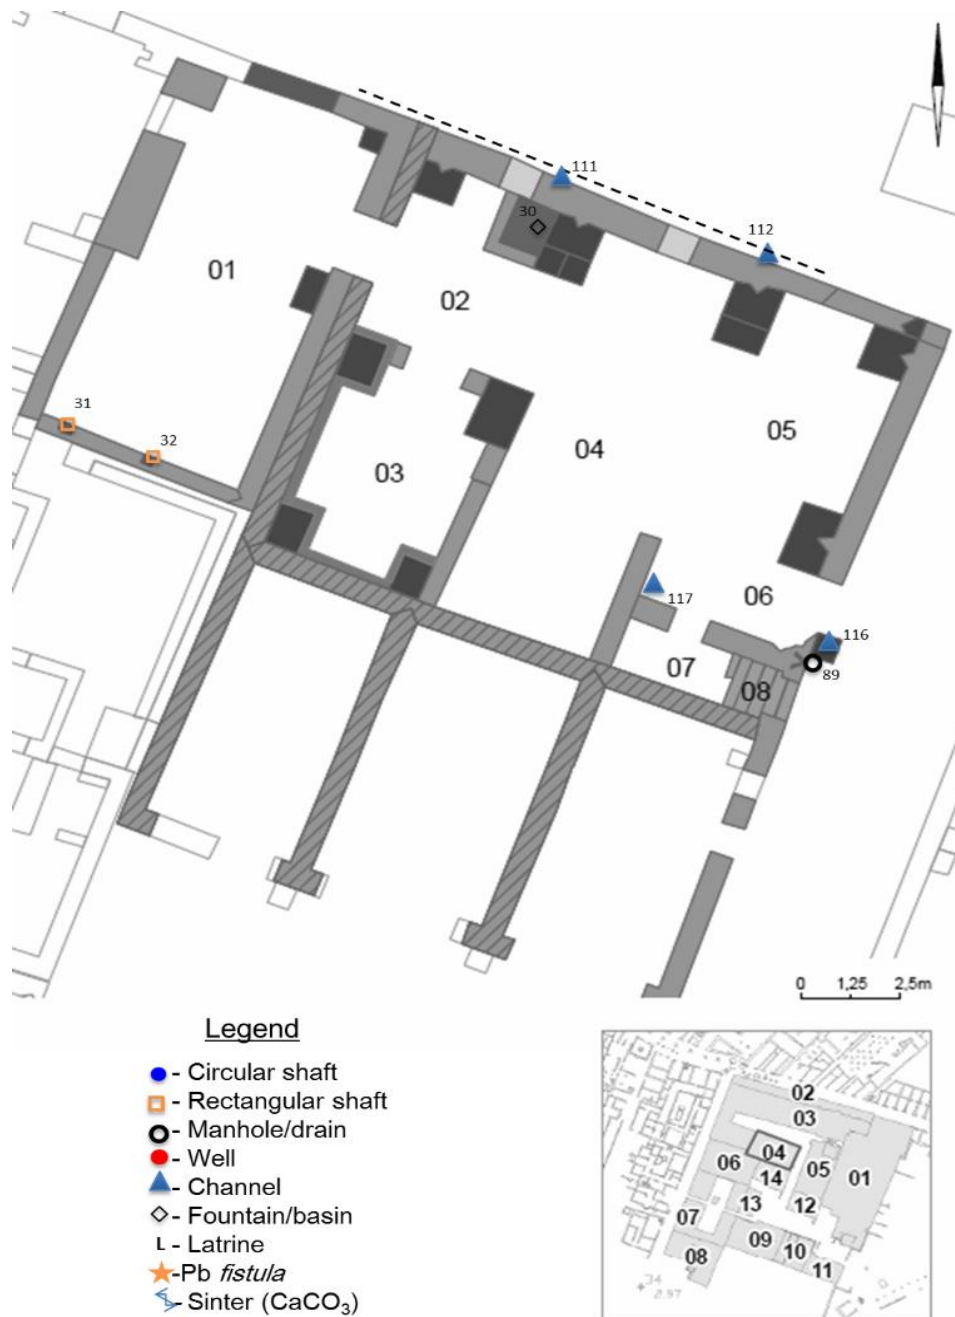 111
30
112
01
02
31
32
03
04
05
117
06
116
07
08
89
0 1,25 2,5m
Legend
- Circular shaft
- Rectangular shaft
- Manhole/drain
- Well
- Channel
- Fountain/basin
L - Latrine
-Pb fistula
- Sinter (CaCO₃)
02
03
04
05
01
06
14
13
12
07
09
10
08
11
34
2.97